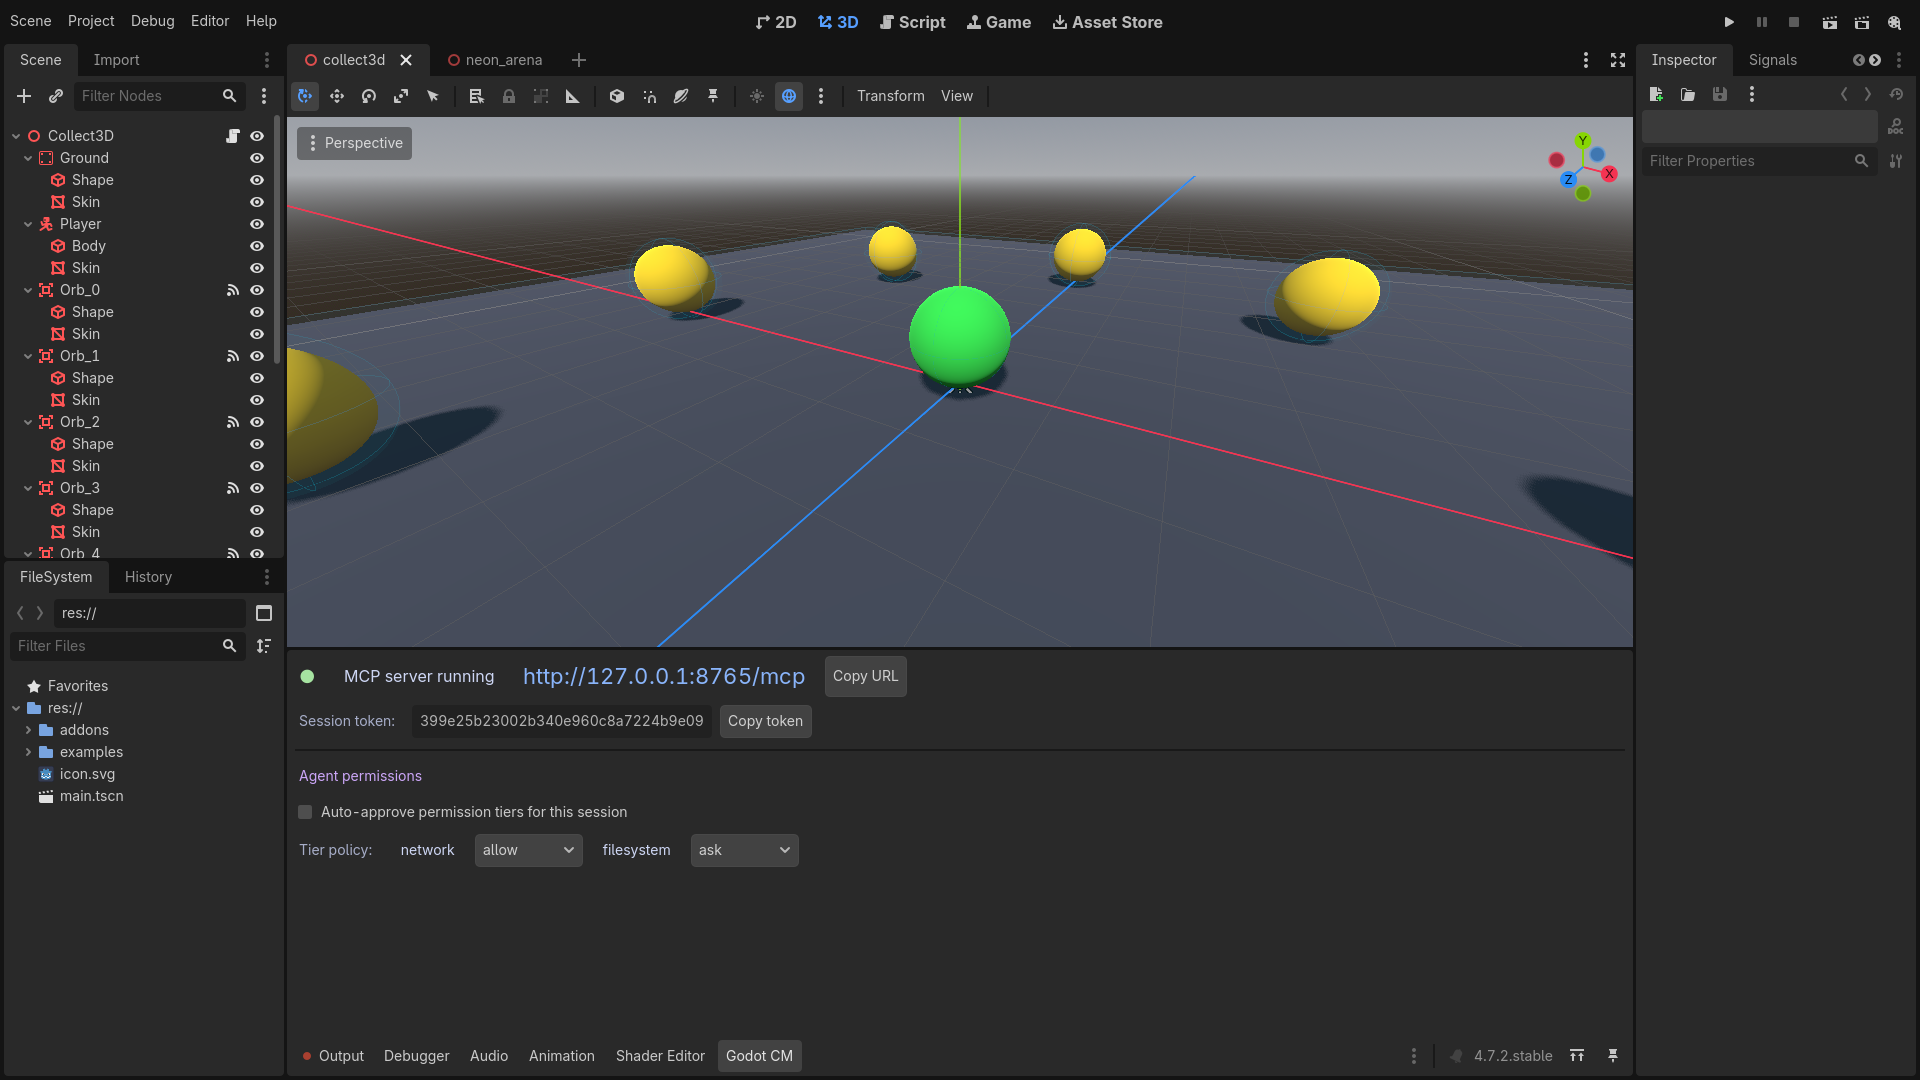 Scene Project Debug Editor Help
2D 3D Script Game Asset Store
Scene Import
collect3d neon_arena
Inspector Signals
Filter Nodes
Transform View
Perspective
Y
X
Z
Filter Properties
Collect3D
Ground
Shape
Skin
Player
Body
Skin
Orb_0
Shape
Skin
Orb_1
Shape
Skin
Orb_2
Shape
Skin
Orb_3
Shape
Skin
Orb_4
FileSystem History
res://
Filter Files
Favorites
res://
addons
examples
icon.svg
main.tscn
MCP server running http://127.0.0.1:8765/mcp Copy URL
Session token: 399e25b23002b340e960c8a7224b9e09 Copy token
Agent permissions
Auto-approve permission tiers for this session
Tier policy: network allow filesystem ask
Output Debugger Audio Animation Shader Editor Godot CM
4.7.2.stable